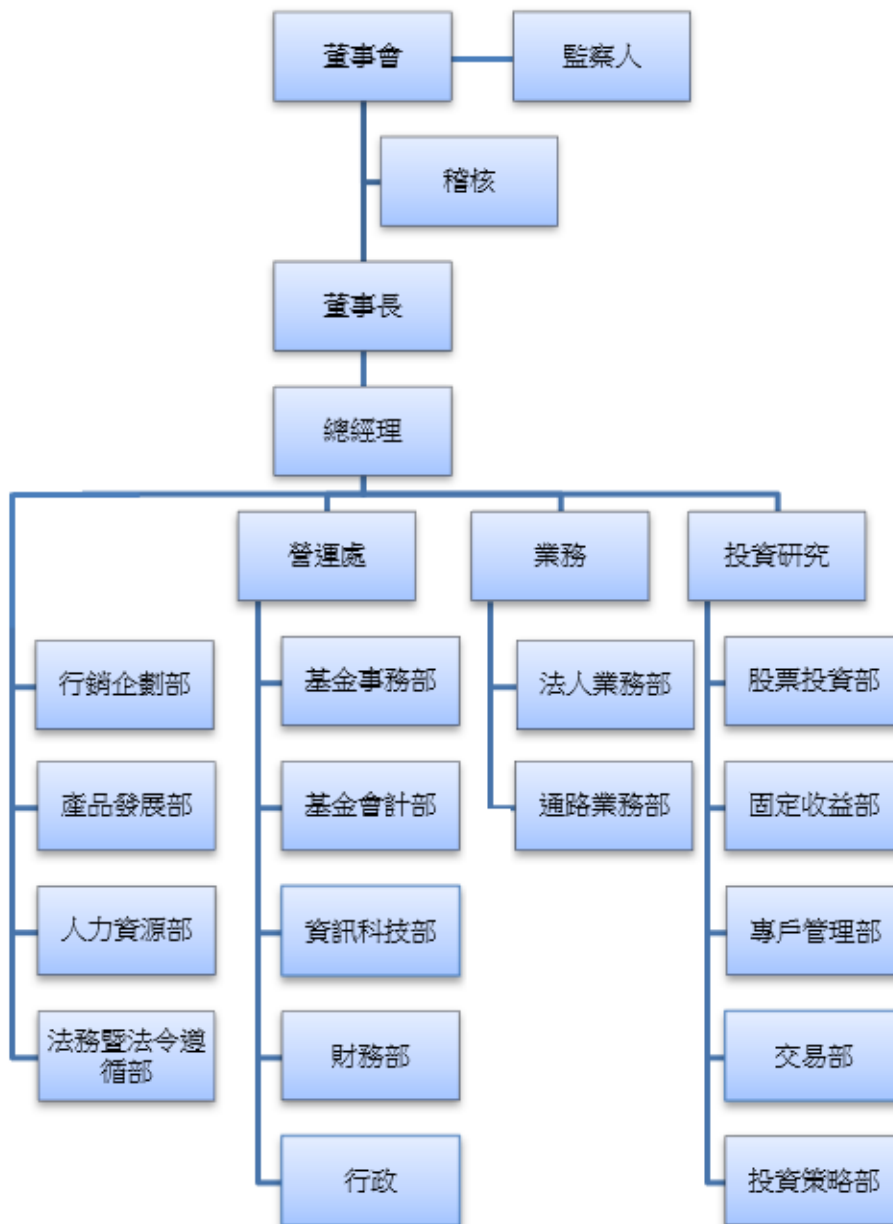 董事會
監察人
稽核
董事長
總經理
營運處
業務
投資研究
行銷企劃部
基金事務部
法人業務部
股票投資部
產品發展部
基金會計部
通路業務部
固定收益部
人力資源部
資訊科技部
專戶管理部
法務暨法令遵
循部
財務部
交易部
行政
投資策略部